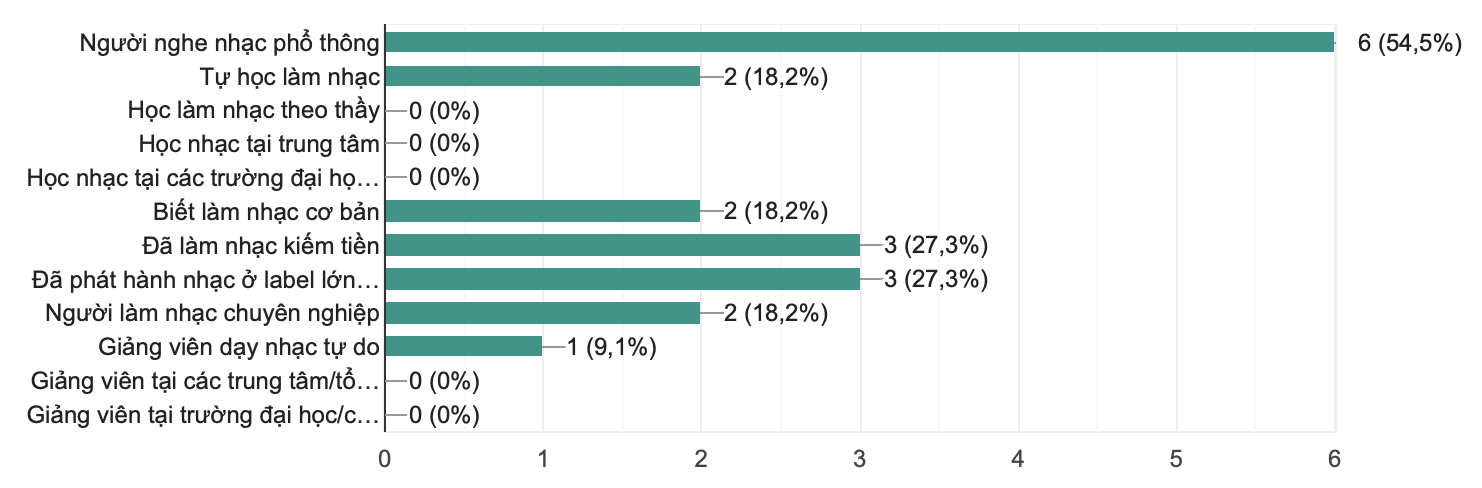 Người nghe nhạc phổ thông 6 (54,5%)
Tự học làm nhạc 2 (18,2%)
Học làm nhạc theo thầy 0 (0%)
Học nhạc tại trung tâm 0 (0%)
Học nhạc tại các trường đại họ… 0 (0%)
Biết làm nhạc cơ bản 2 (18,2%)
Đã làm nhạc kiếm tiền 3 (27,3%)
Đã phát hành nhạc ở label lớn… 3 (27,3%)
Người làm nhạc chuyên nghiệp 2 (18,2%)
Giảng viên dạy nhạc tự do 1 (9,1%)
Giảng viên tại các trung tâm/tổ… 0 (0%)
Giảng viên tại trường đại học/c… 0 (0%)
0 1 2 3 4 5 6